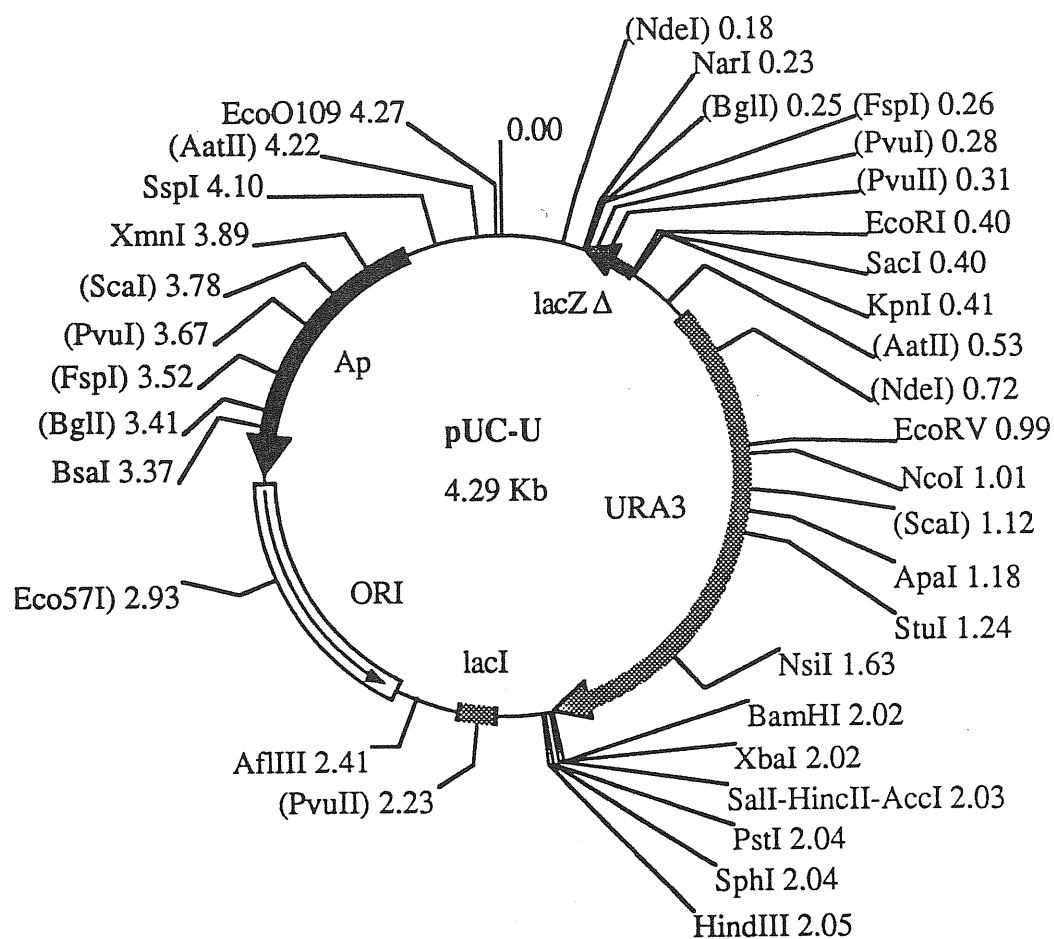 (NdeI) 0.18
NarI 0.23
(BglI) 0.25
(FspI) 0.26
(PvuI) 0.28
(PvuII) 0.31
EcoRI 0.40
SacI 0.40
KpnI 0.41
(AatII) 0.53
(NdeI) 0.72
EcoRV 0.99
NcoI 1.01
(ScaI) 1.12
ApaI 1.18
StuI 1.24
NsiI 1.63
BamHI 2.02
XbaI 2.02
SalI-HincII-AccI 2.03
PstI 2.04
SphI 2.04
HindIII 2.05
(PvuII) 2.23
AflIII 2.41
Eco57I) 2.93
BsaI 3.37
(BglI) 3.41
(FspI) 3.52
(PvuI) 3.67
(ScaI) 3.78
XmnI 3.89
SspI 4.10
(AatII) 4.22
EcoO109 4.27
0.00
lacZ Δ
Ap
pUC-U
4.29 Kb
URA3
ORI
lacI